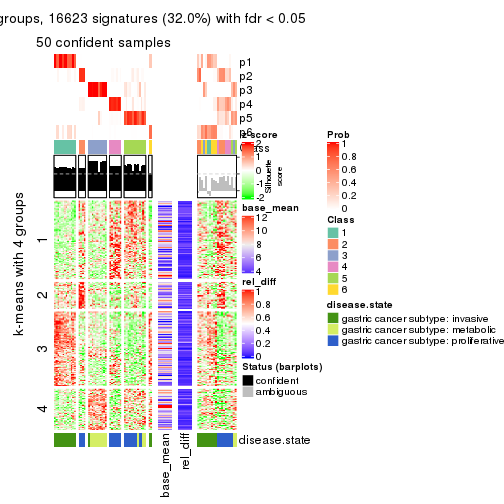 groups, 16623 signatures (32.0%) with fdr < 0.05
50 confident samples
p1
p2
p3
p4
p5
p6
Class
Silhouette
score
k-means with 4 groups
1
2
3
4
base_mean
rel_diff
disease.state
z-score
2
1
0
-1
-2
base_mean
12
10
8
6
4
rel_diff
1
0.8
0.6
0.4
0.2
0
Status (barplots)
confident
ambiguous
Prob
1
0.8
0.6
0.4
0.2
0
Class
1
2
3
4
5
6
disease.state
gastric cancer subtype: invasive
gastric cancer subtype: metabolic
gastric cancer subtype: proliferative